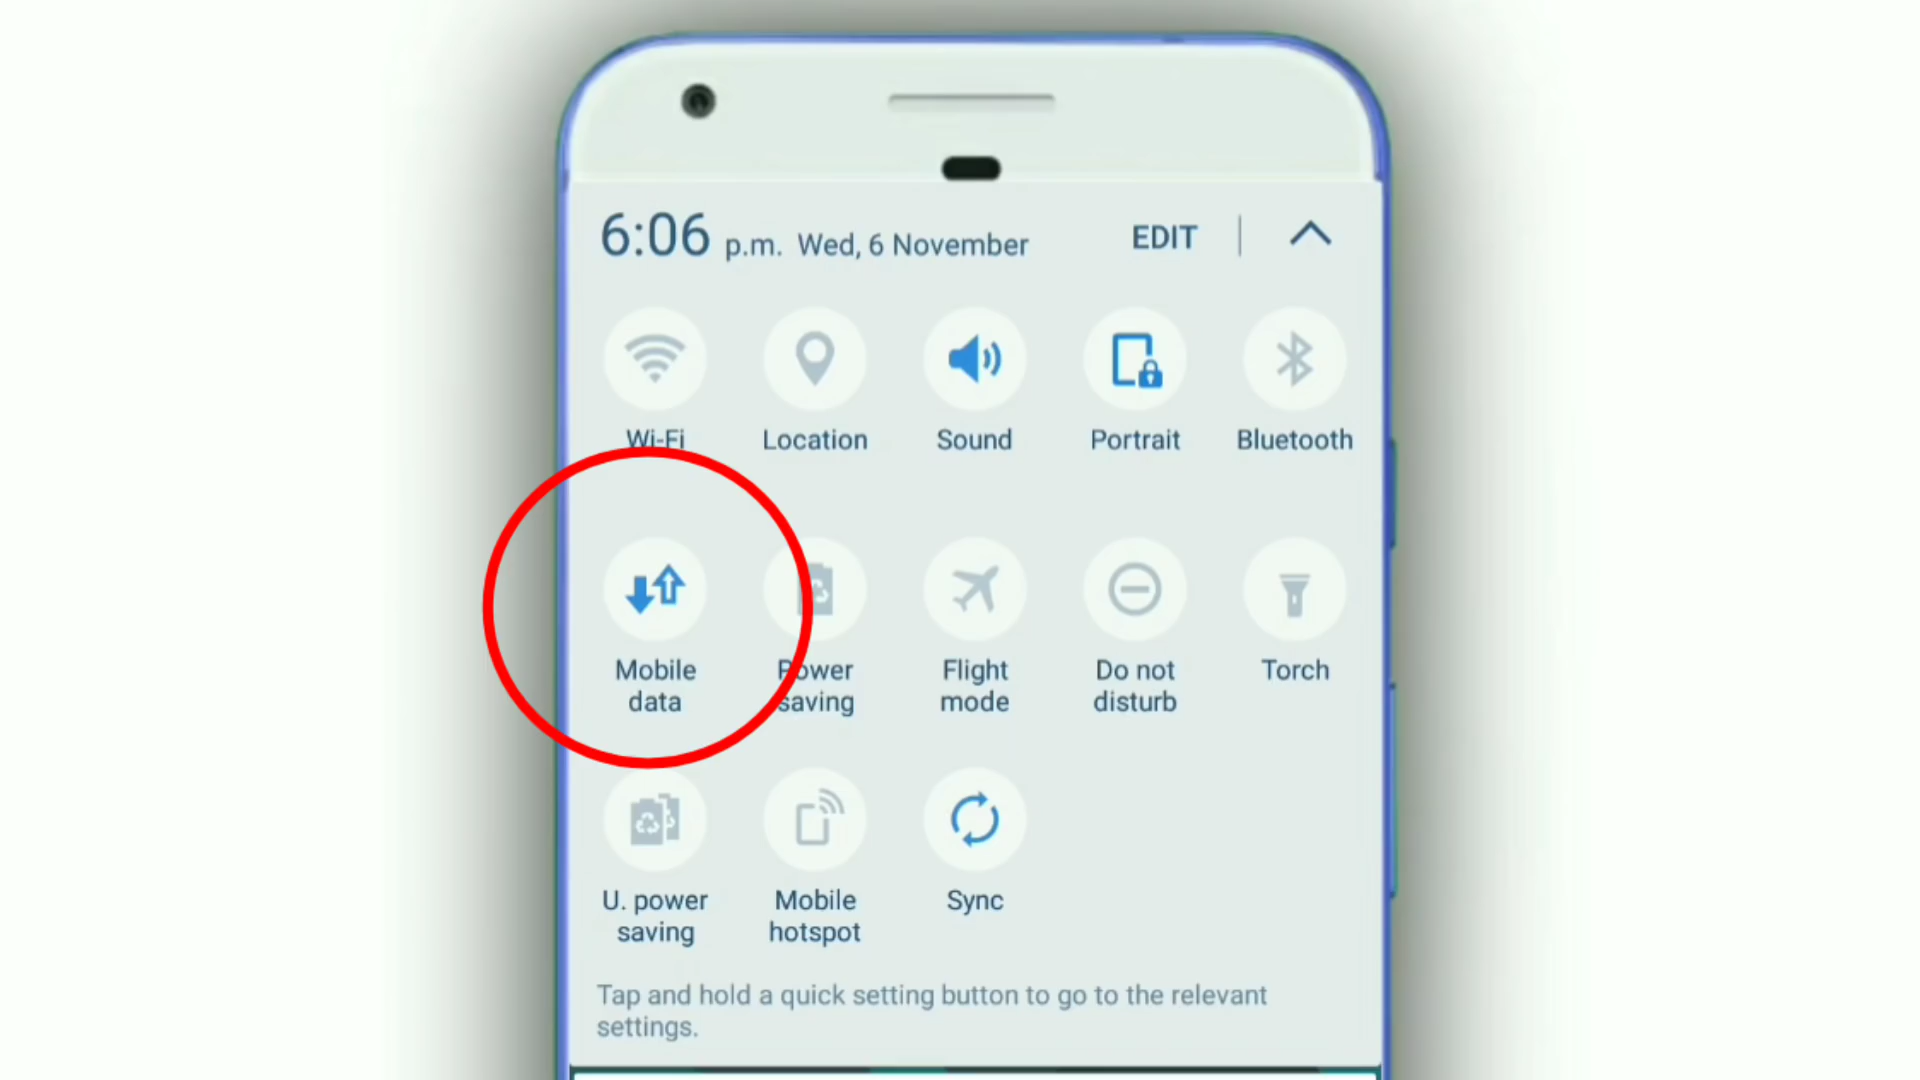 6:06 p.m. Wed, 6 November EDIT
Wi-Fi Location Sound Portrait Bluetooth
Mobile data Power saving Flight mode Do not disturb Torch
U. power saving Mobile hotspot Sync
Tap and hold a quick setting button to go to the relevant
settings.